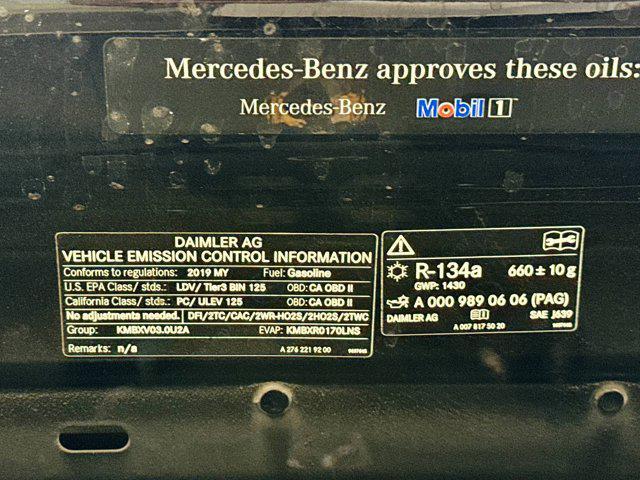 Mercedes-Benz approves these oils:
Mercedes-Benz Mobil 1
DAIMLER AG
VEHICLE EMISSION CONTROL INFORMATION
Conforms to regulations: 2019 MY Fuel: Gasoline
U.S. EPA Class/ stds.: LDV/ Tier3 BIN 125 OBD: CA OBD II
California Class/ stds.: PC/ ULEV 125 OBD: CA OBD II
No adjustments needed. DFI/2TC/CAC/2WR-HO2S/2HO2S/2TWC
Group: KMBXV03.0U2A EVAP: KMBXR0170LNS
Remarks: n/a A 276 221 92 00
R-134a 660 ± 10 g
GWP: 1430
A 000 989 06 06 (PAG)
DAIMLER AG SAE J639
A 007 817 50 20